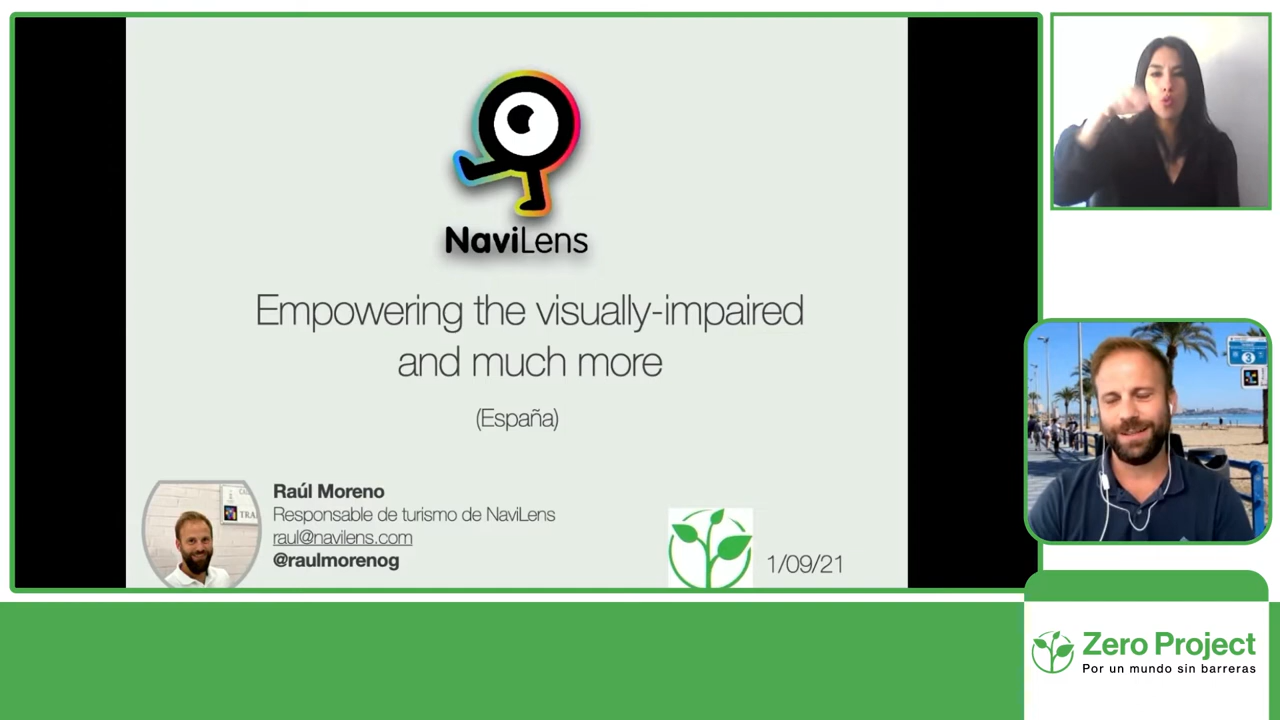 NaviLens
Empowering the visually-impaired
and much more
(España)
Raúl Moreno
Responsable de turismo de NaviLens
raul@navilens.com
@raulmorenog
1/09/21
3
Zero Project
Por un mundo sin barreras